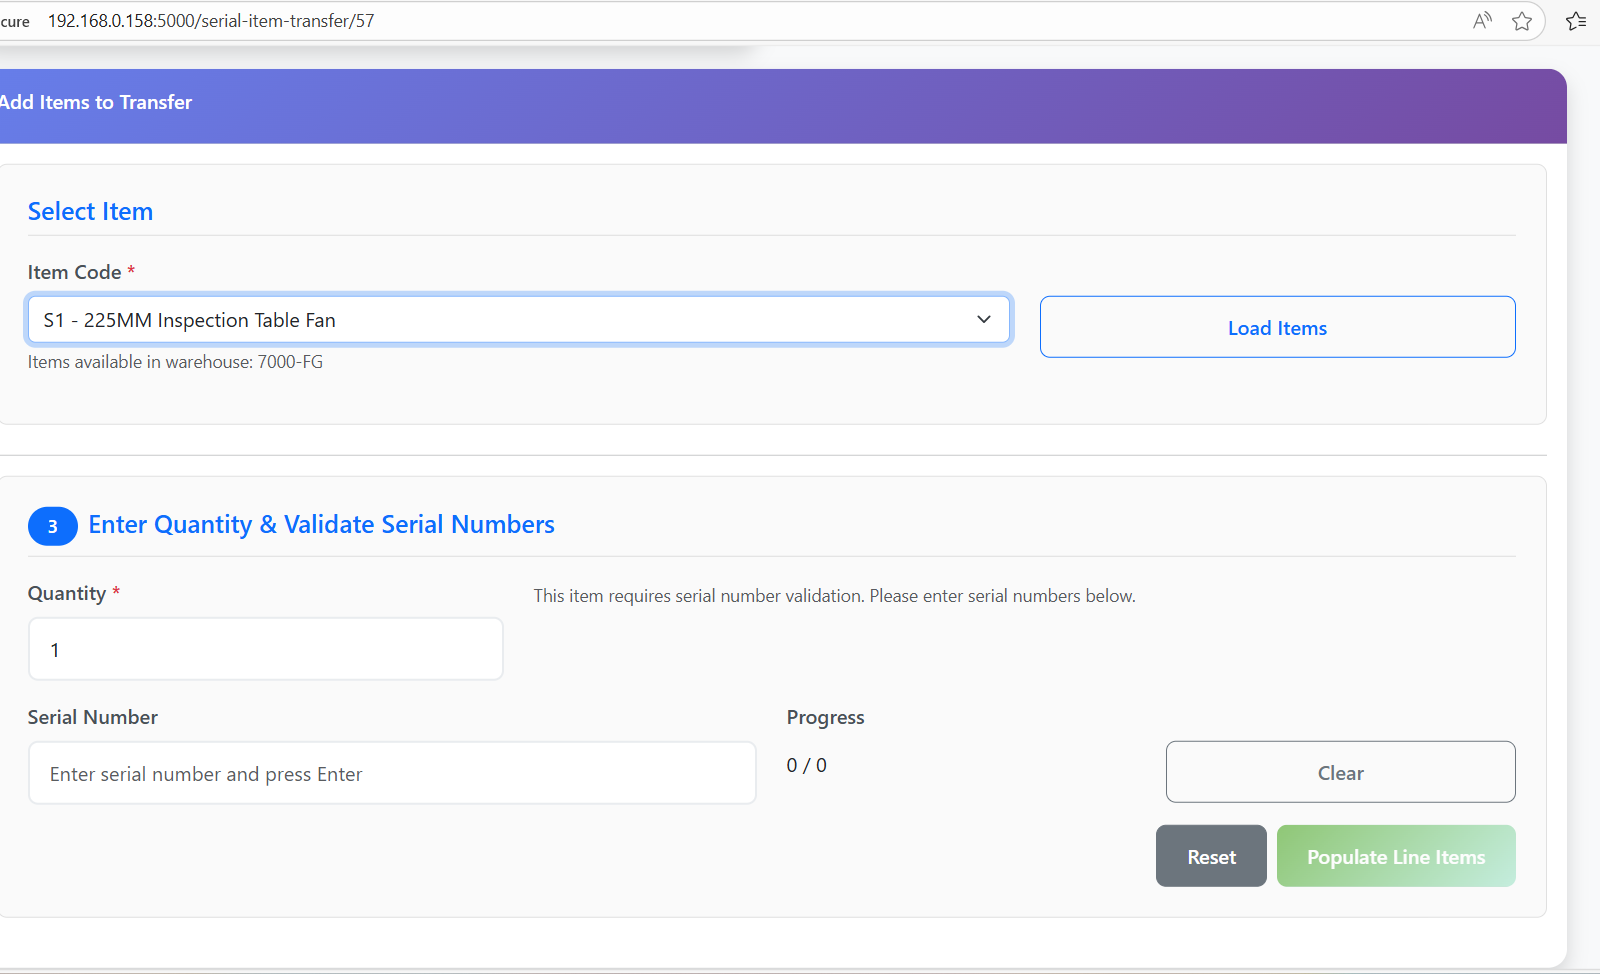 cure 192.168.0.158:5000/serial-item-transfer/57
Add Items to Transfer
Select Item
Item Code *
S1 - 225MM Inspection Table Fan
Load Items
Items available in warehouse: 7000-FG
3 Enter Quantity & Validate Serial Numbers
Quantity *
This item requires serial number validation. Please enter serial numbers below.
1
Serial Number
Progress
Enter serial number and press Enter
0 / 0
Clear
Reset
Populate Line Items